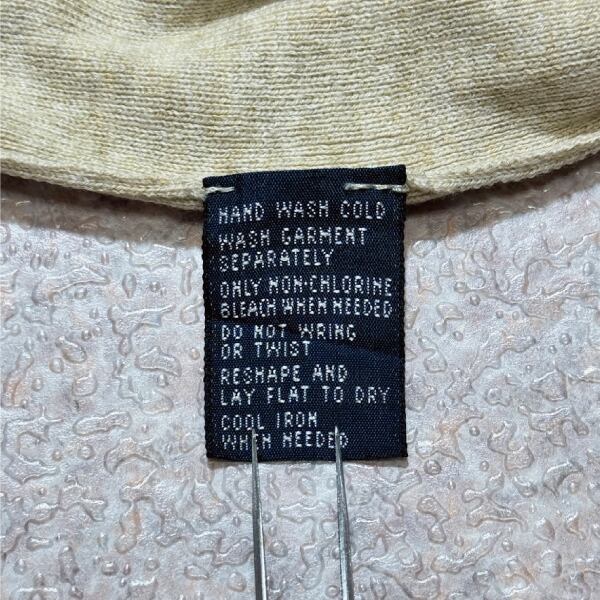 HAND WASH COLD
WASH GARMENT
SEPARATELY
ONLY NON-CHLORINE
BLEACH WHEN NEEDED
DO NOT WRING
OR TWIST
RESHAPE AND
LAY FLAT TO DRY
COOL IRON
WHEN NEEDED